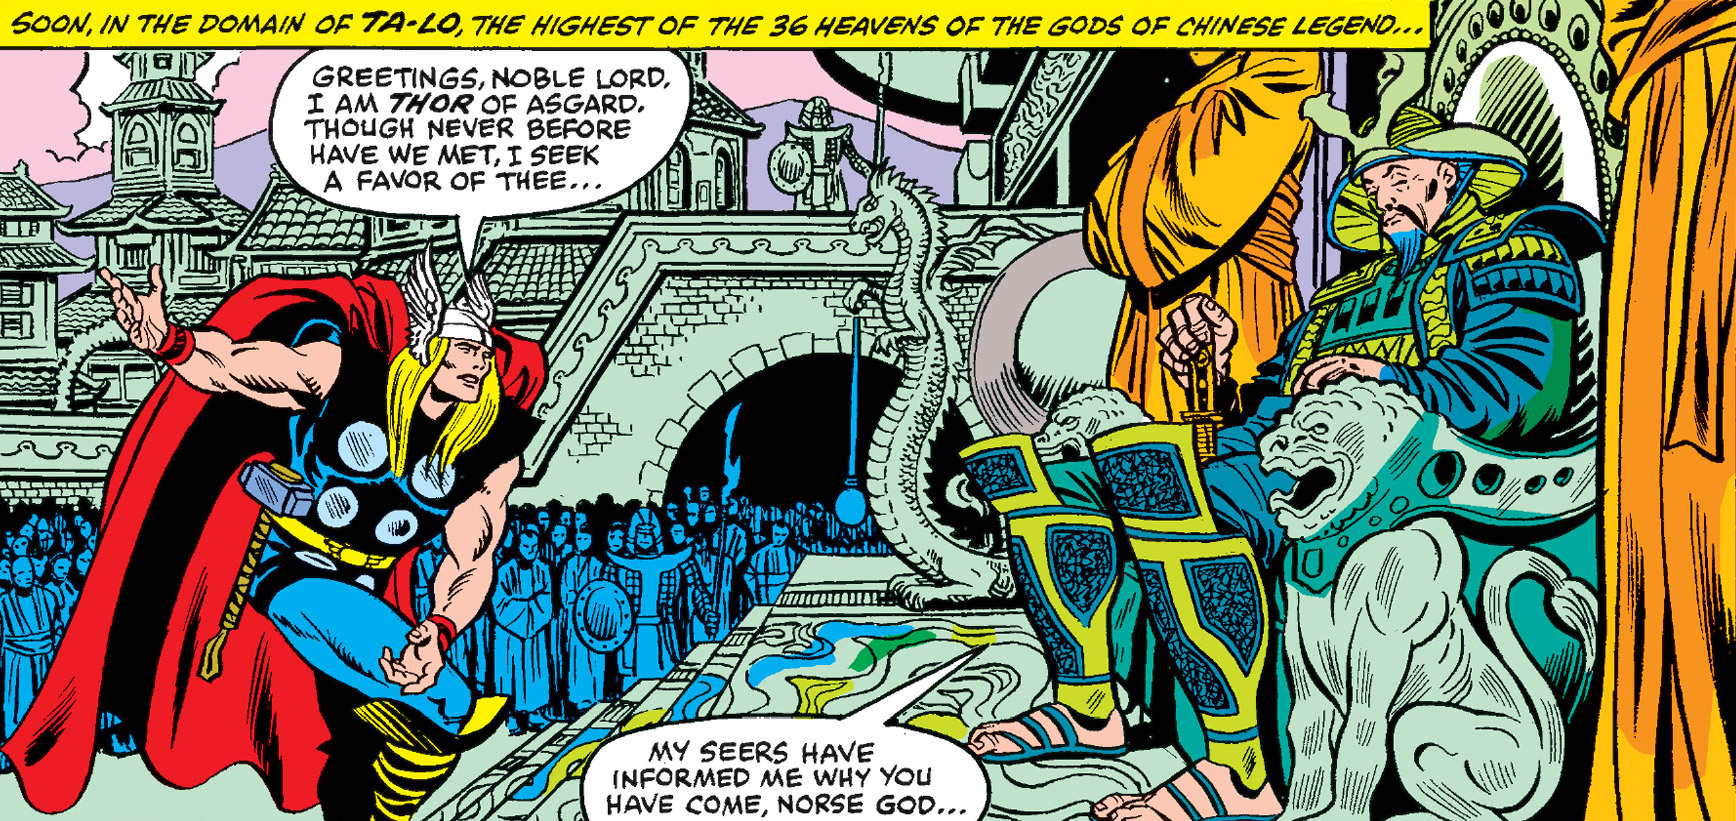 SOON, IN THE DOMAIN OF TA-LO, THE HIGHEST OF THE 36 HEAVENS OF THE GODS OF CHINESE LEGEND...
GREETINGS, NOBLE LORD.
I AM THOR OF ASGARD.
THOUGH NEVER BEFORE
HAVE WE MET, I SEEK
A FAVOR OF THEE...
MY SEERS HAVE
INFORMED ME WHY YOU
HAVE COME, NORSE GOD...